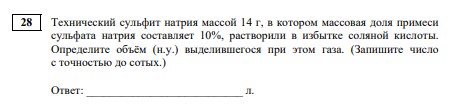 28 Технический сульфит натрия массой 14 г, в котором массовая доля примеси
сульфата натрия составляет 10%, растворили в избытке соляной кислоты.
Определите объём (н.у.) выделившегося при этом газа. (Запишите число
с точностью до сотых.)
Ответ: ___________________________ л.